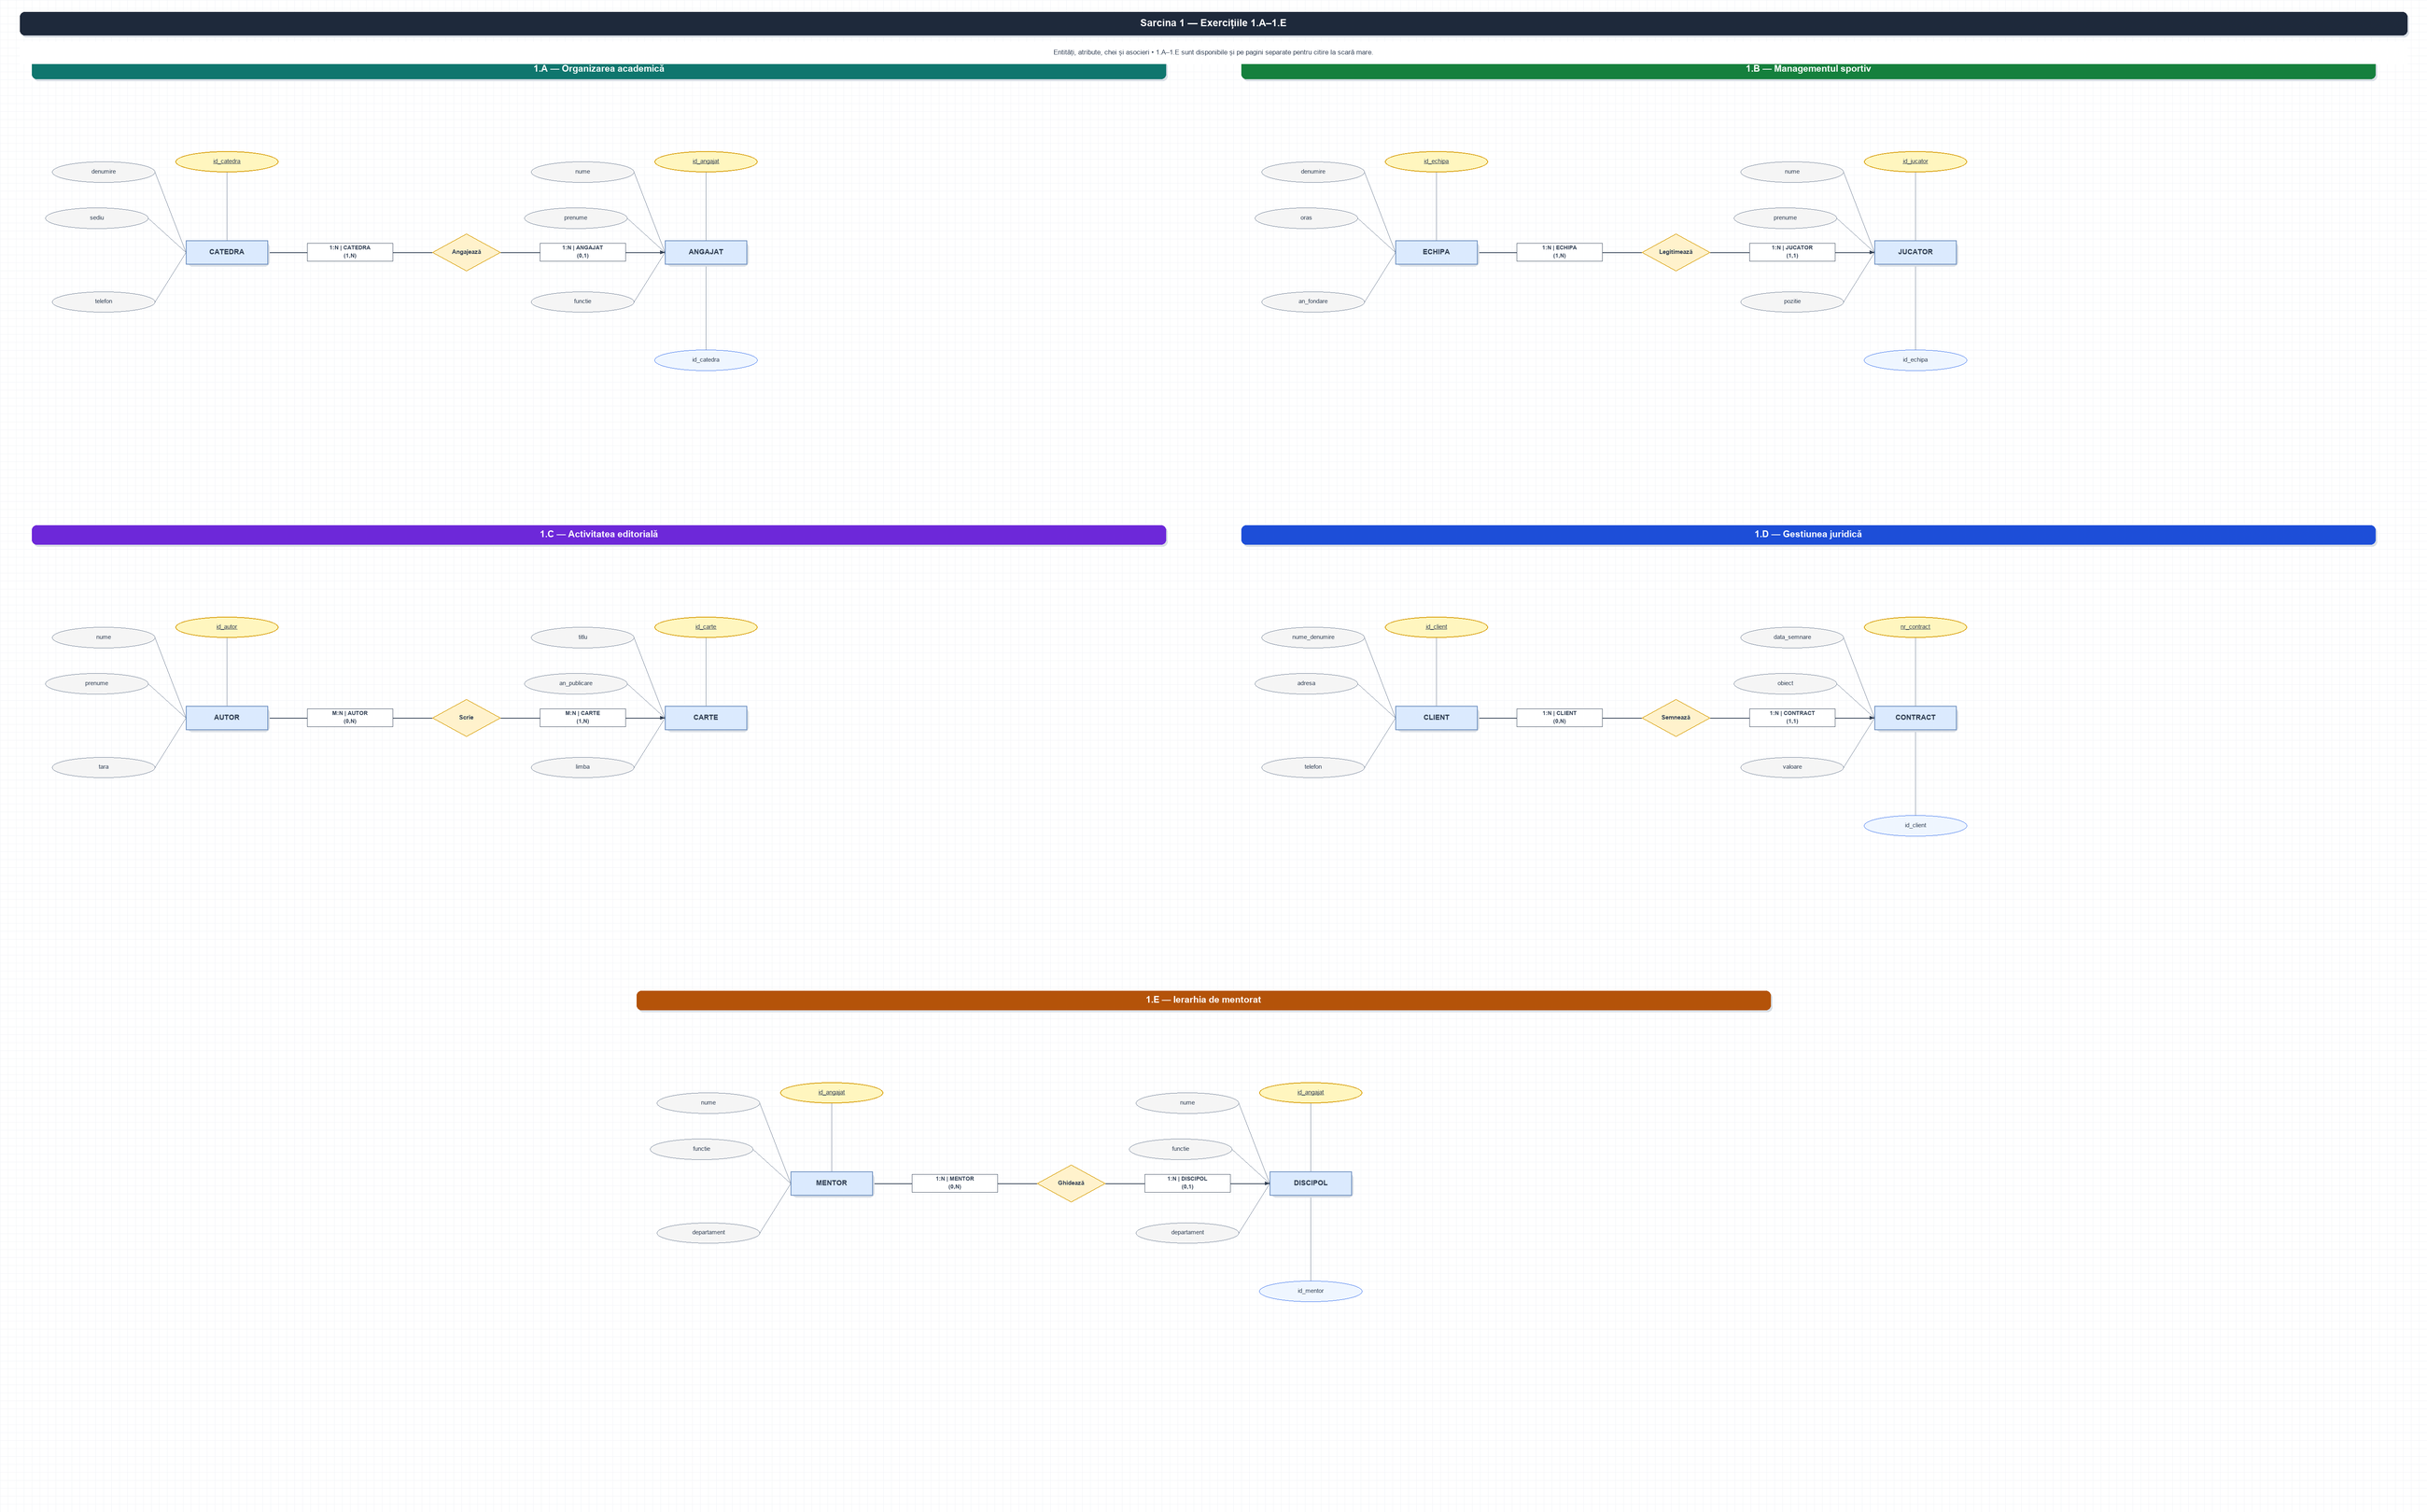 Sarcina 1 — Exercițiile 1.A–1.E
Entități, atribute, chei și asocieri • 1.A–1.E sunt disponibile și pe pagini separate pentru citire la scară mare.
1.A — Organizarea academică
id_catedra
denumire
sediu
CATEDRA
telefon
1:N | CATEDRA
(1,N)
Angajează
1:N | ANGAJAT
(0,1)
id_angajat
nume
prenume
ANGAJAT
functie
id_catedra
1.B — Managementul sportiv
id_echipa
denumire
oras
ECHIPA
an_fondare
1:N | ECHIPA
(1,N)
Legitimează
1:N | JUCATOR
(1,1)
id_jucator
nume
prenume
JUCATOR
pozitie
id_echipa
1.C — Activitatea editorială
id_autor
nume
prenume
AUTOR
tara
M:N | AUTOR
(0,N)
Scrie
M:N | CARTE
(1,N)
id_carte
titlu
an_publicare
CARTE
limba
1.D — Gestiunea juridică
id_client
nume_denumire
adresa
CLIENT
telefon
1:N | CLIENT
(0,N)
Semnează
1:N | CONTRACT
(1,1)
nr_contract
data_semnare
obiect
CONTRACT
valoare
id_client
1.E — Ierarhia de mentorat
id_angajat
nume
functie
MENTOR
departament
1:N | MENTOR
(0,N)
Ghidează
1:N | DISCIPOL
(0,1)
id_angajat
nume
functie
DISCIPOL
departament
id_mentor